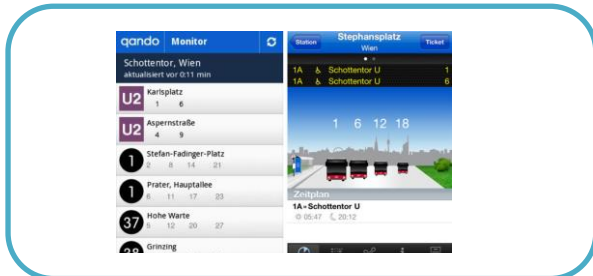 qando Monitor
Schottentor, Wien
aktualisiert vor 0:11 min
U2 Karlsplatz
1 6
U2 Aspernstraße
4 9
1 Stefan-Fadinger-Platz
2 8 14 21
1 Prater, Hauptallee
6 11 17 23
37 Hohe Warte
5 12 20 27
38 Grinzing
Station Stephansplatz Ticket
Wien
1A Schottentor U 1
1A Schottentor U 6
1 6 12 18
Zeitplan
1A - Schottentor U
05:47 20:12